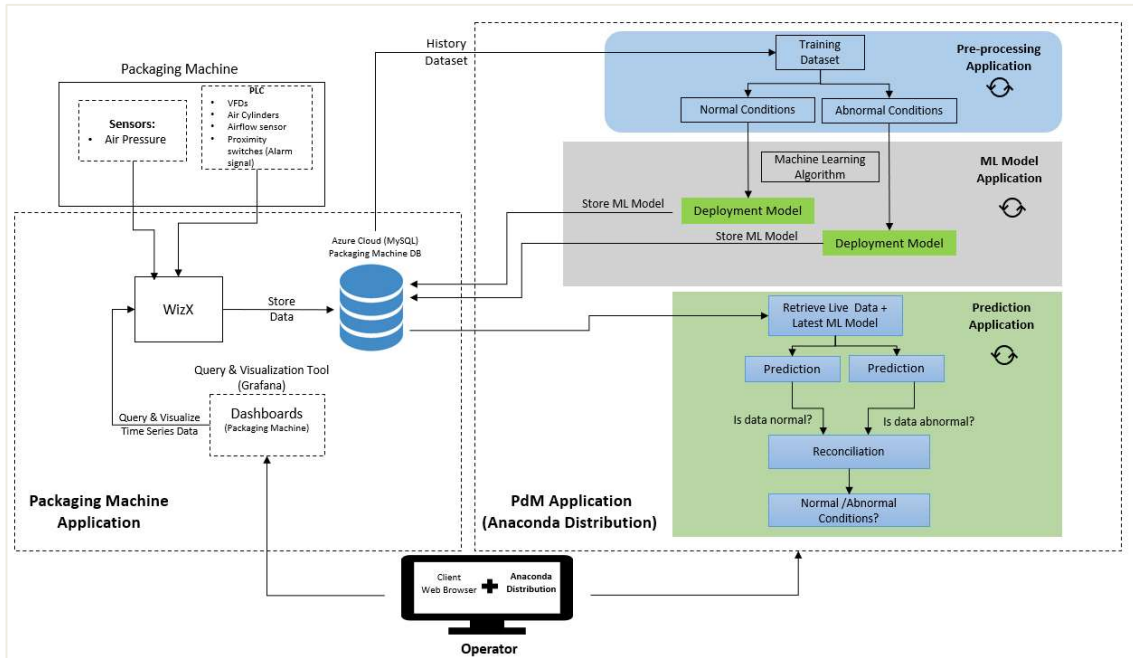 Packaging Machine
Sensors:
• Air Pressure
PLC
• VFDs
• Air Cylinders
• Airflow sensor
• Proximity
switches (Alarm
signal)
History
Dataset
Training
Dataset
Pre-processing
Application
Normal Conditions
Abnormal Conditions
Machine Learning
Algorithm
ML Model
Application
Store ML Model
Deployment Model
Store ML Model
Deployment Model
Azure Cloud (MySQL)
Packaging Machine DB
WizX
Store
Data
Retrieve Live Data +
Latest ML Model
Prediction
Application
Prediction
Prediction
Is data normal?
Is data abnormal?
Reconciliation
Normal /Abnormal
Conditions?
Query & Visualization Tool
(Grafana)
Dashboards
(Packaging Machine)
Query & Visualize
Time Series Data
Packaging Machine
Application
PdM Application
(Anaconda Distribution)
Client
Web Browser
Anaconda
Distribution
Operator